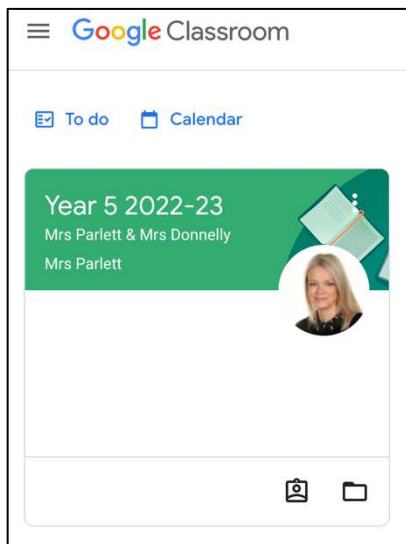 Google Classroom
To do Calendar
Year 5 2022-23
Mrs Parlett & Mrs Donnelly
Mrs Parlett